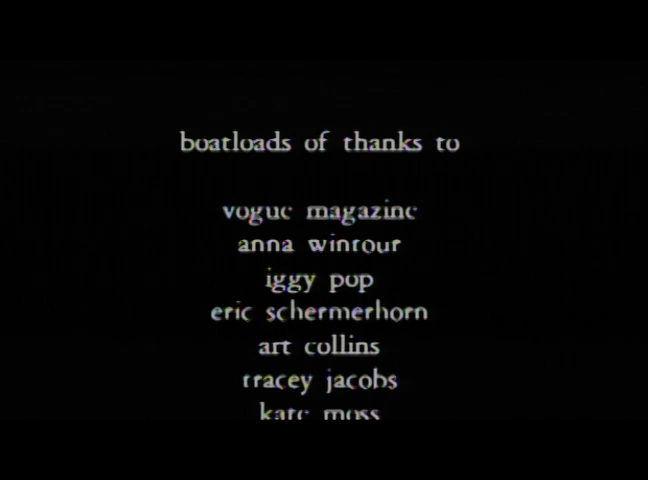 boatloads of thanks to
vogue magazine
anna wintour
iggy pop
eric schermerhorn
art collins
tracey jacobs
kate moss